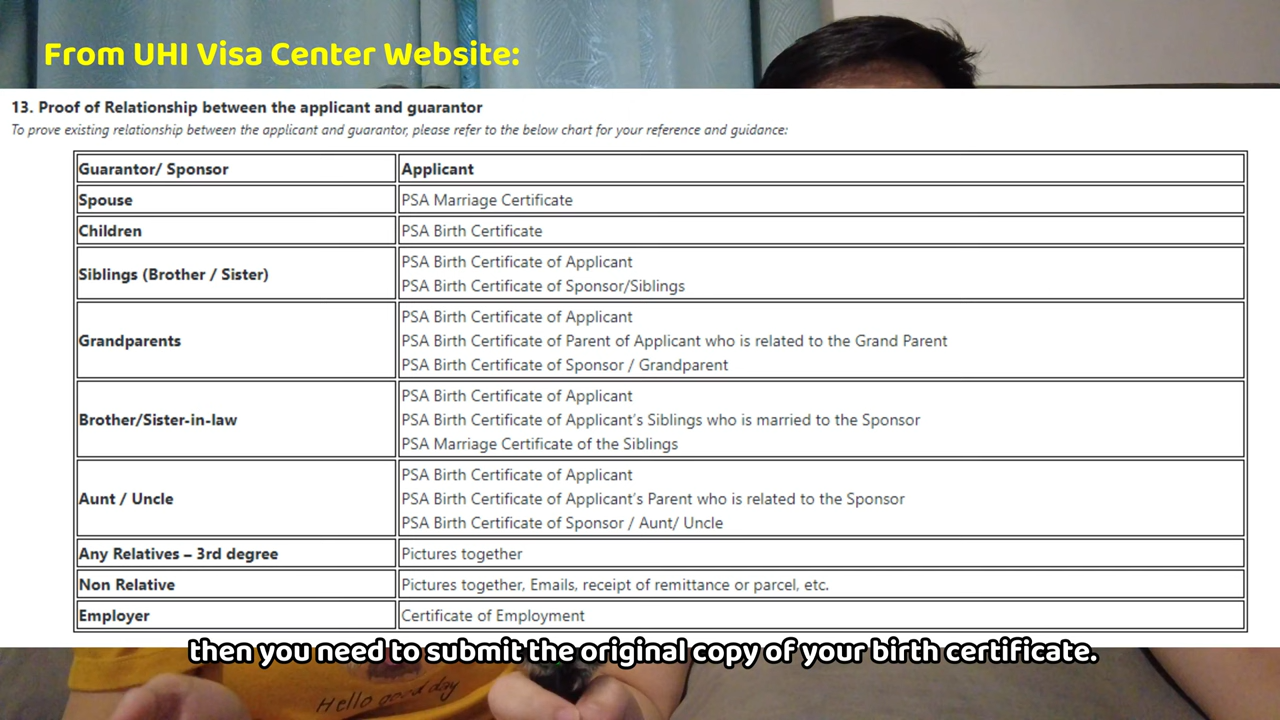 From UHI Visa Center Website:
13. Proof of Relationship between the applicant and guarantor
To prove existing relationship between the applicant and guarantor, please refer to the below chart for your reference and guidance:
Guarantor/ Sponsor
Applicant
Spouse
PSA Marriage Certificate
Children
PSA Birth Certificate
Siblings (Brother / Sister)
PSA Birth Certificate of Applicant
PSA Birth Certificate of Sponsor/Siblings
Grandparents
PSA Birth Certificate of Applicant
PSA Birth Certificate of Parent of Applicant who is related to the Grand Parent
PSA Birth Certificate of Sponsor / Grandparent
Brother/Sister-in-law
PSA Birth Certificate of Applicant
PSA Birth Certificate of Applicant's Siblings who is married to the Sponsor
PSA Marriage Certificate of the Siblings
Aunt / Uncle
PSA Birth Certificate of Applicant
PSA Birth Certificate of Applicant's Parent who is related to the Sponsor
PSA Birth Certificate of Sponsor / Aunt/ Uncle
Any Relatives – 3rd degree
Pictures together
Non Relative
Pictures together, Emails, receipt of remittance or parcel, etc.
Employer
Certificate of Employment
then you need to submit the original copy of your birth certificate.
Hello good day